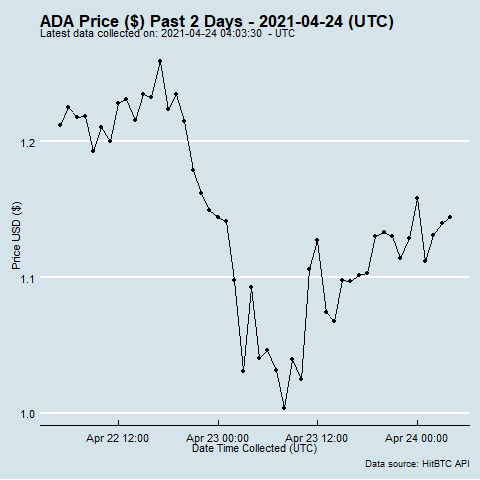 ADA Price ($) Past 2 Days - 2021-04-24 (UTC)
Latest data collected on: 2021-04-24 04:03:30 - UTC
Price USD ($)
1.2
1.1
1.0
Apr 22 12:00 Apr 23 00:00 Apr 23 12:00 Apr 24 00:00
Date Time Collected (UTC)
Data source: HitBTC API